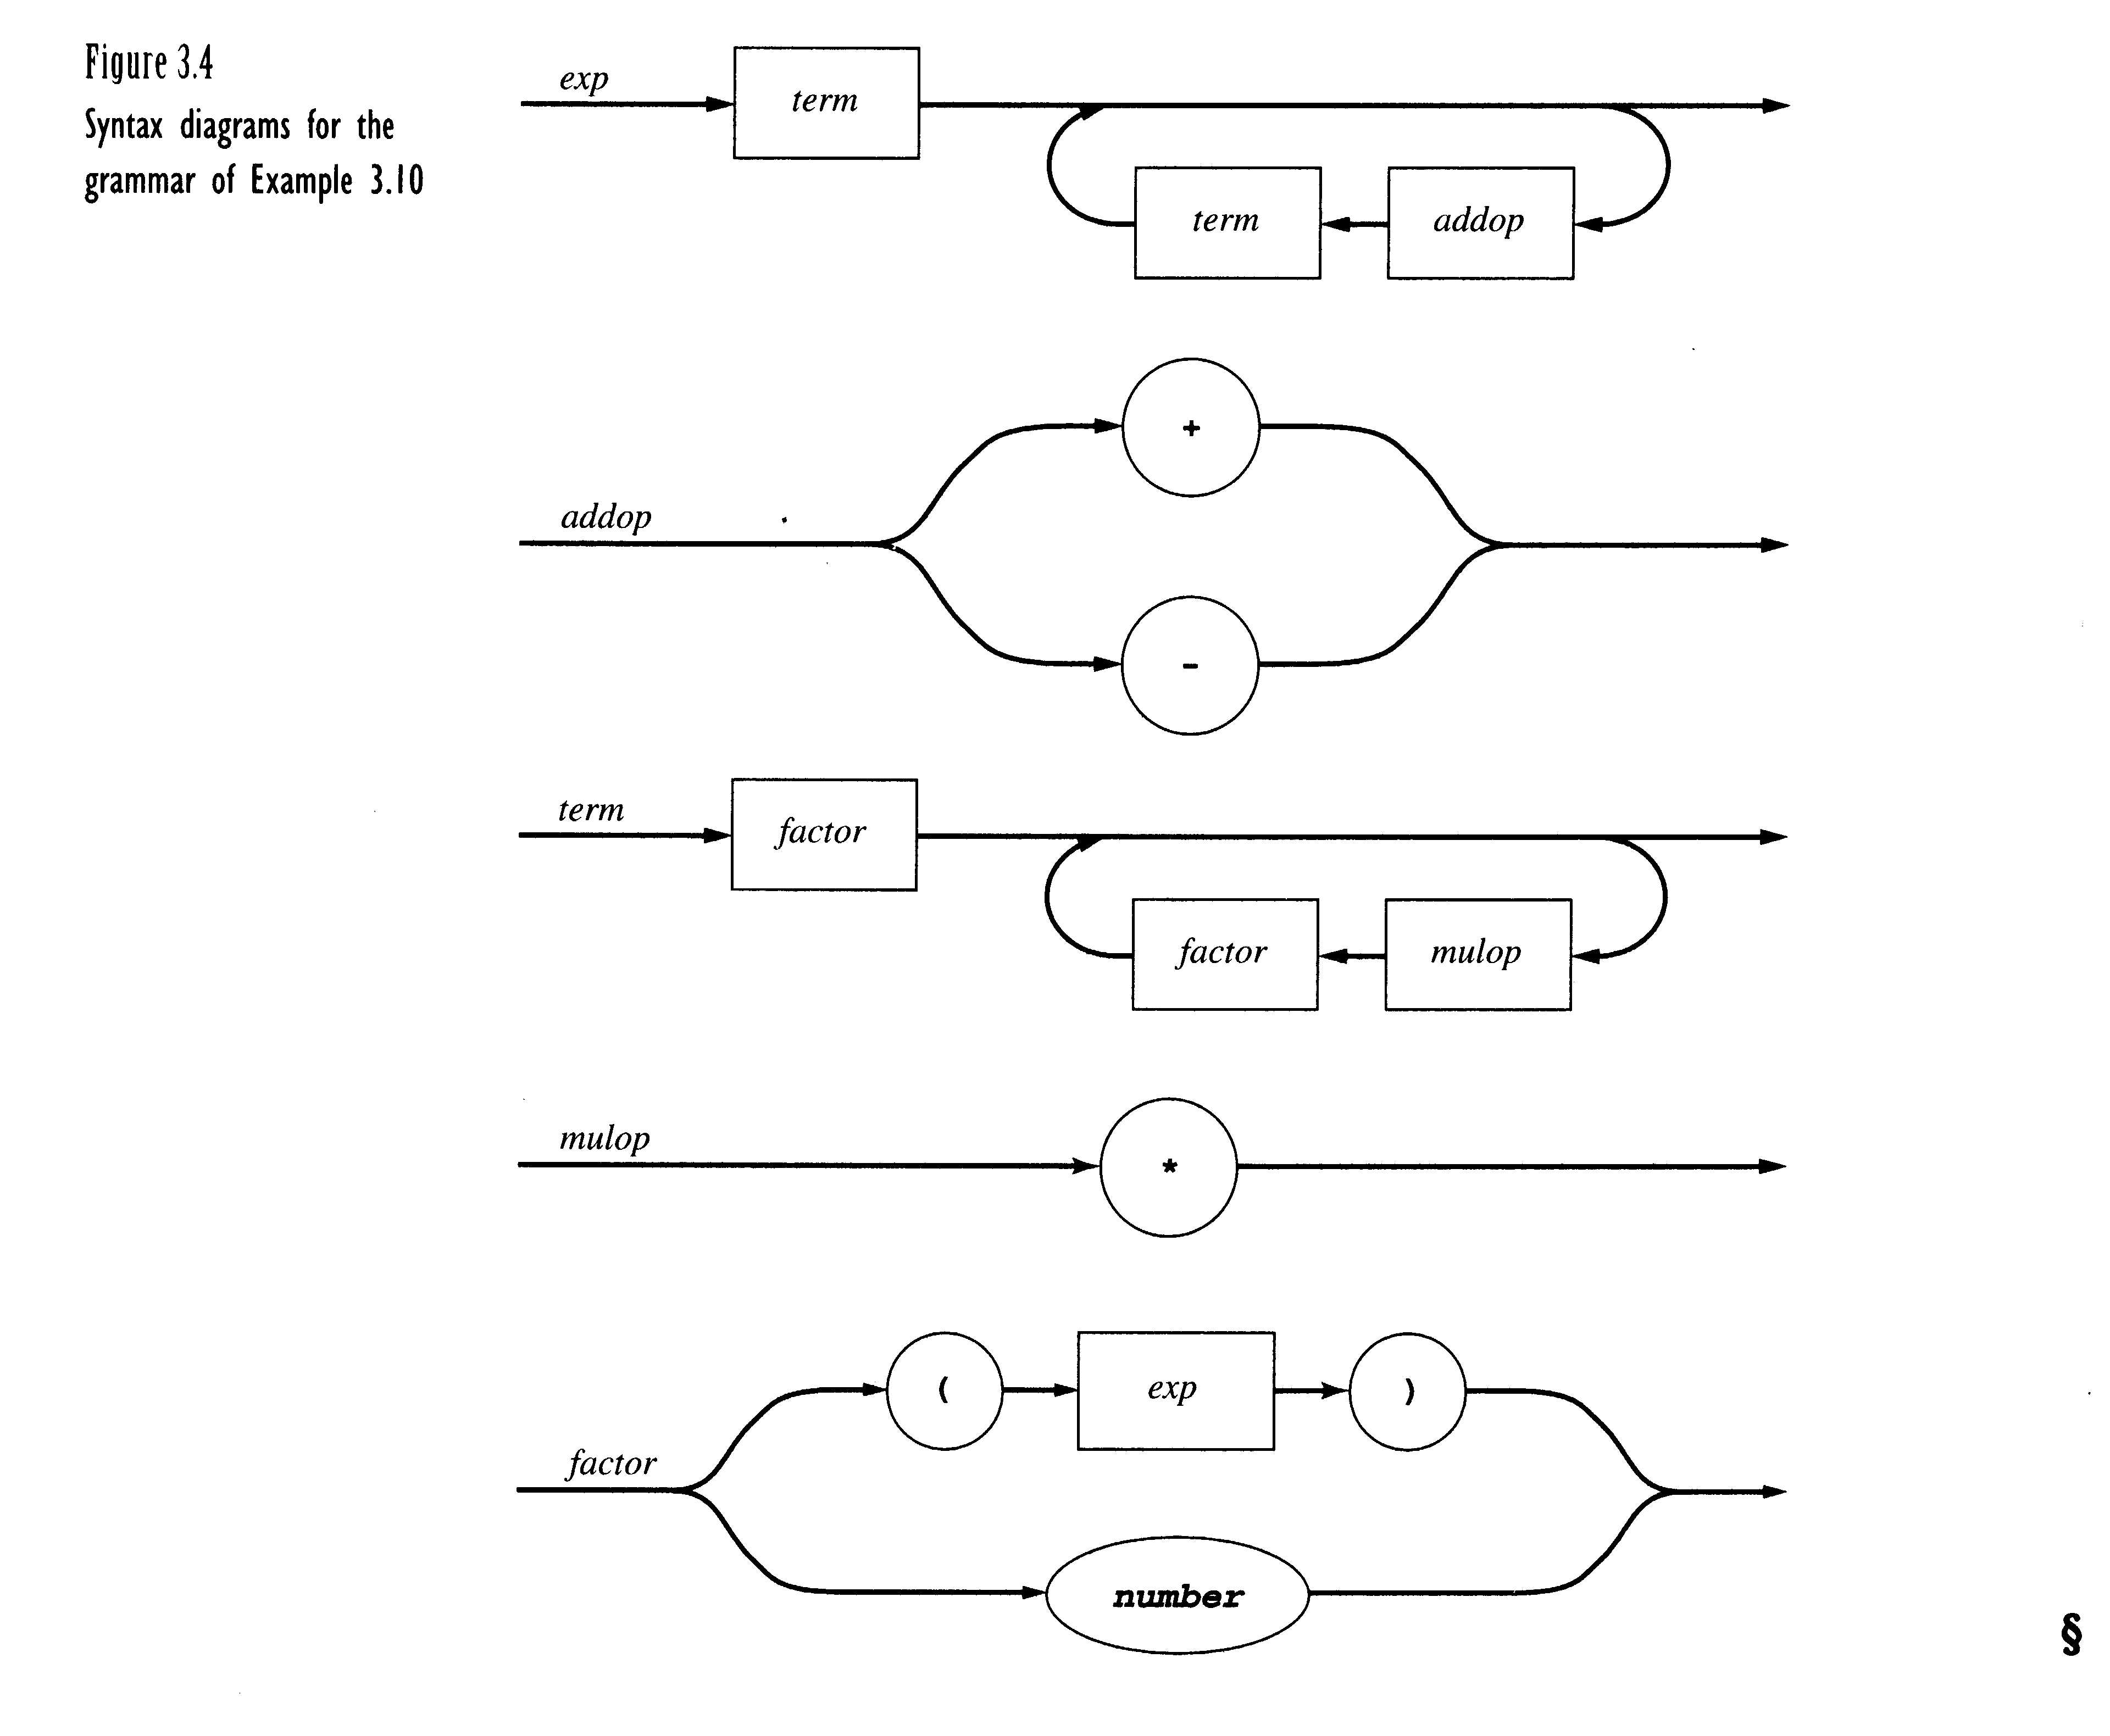 Figure 3.4
Syntax diagrams for the
grammar of Example 3.10
exp
term
term
addop
+
addop
-
term
factor
factor
mulop
mulop
*
( exp )
factor
number
§